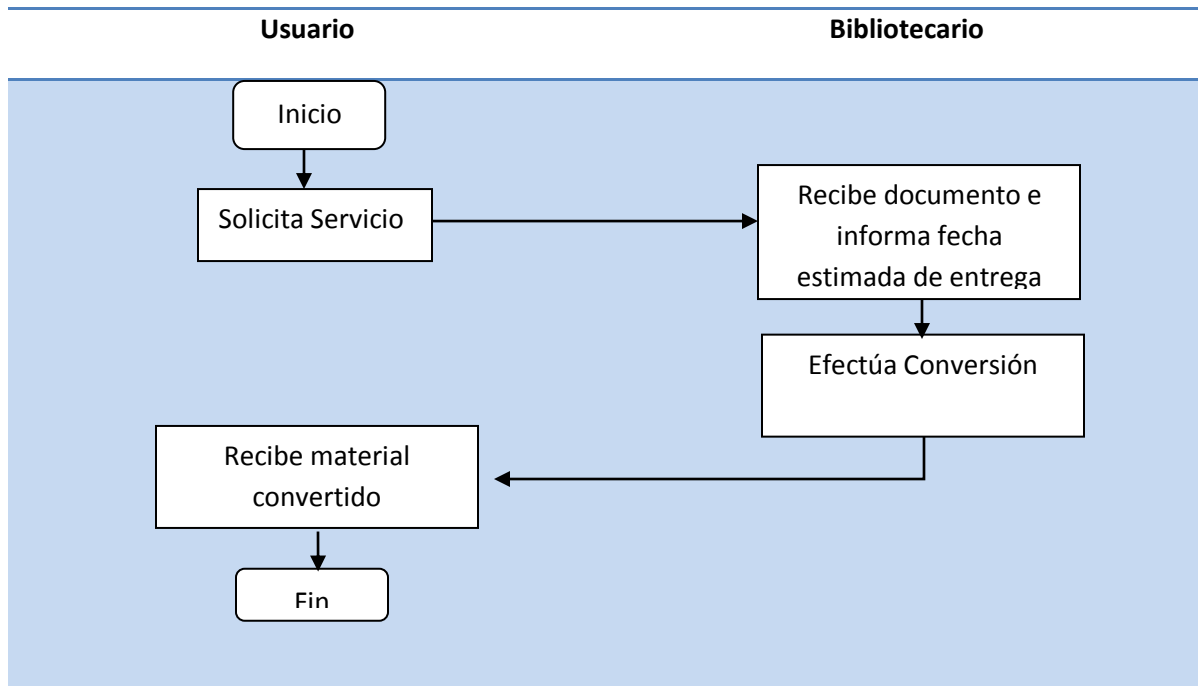 Usuario
Bibliotecario
Inicio
Solicita Servicio
Recibe documento e
informa fecha
estimada de entrega
Efectúa Conversión
Recibe material
convertido
Fin